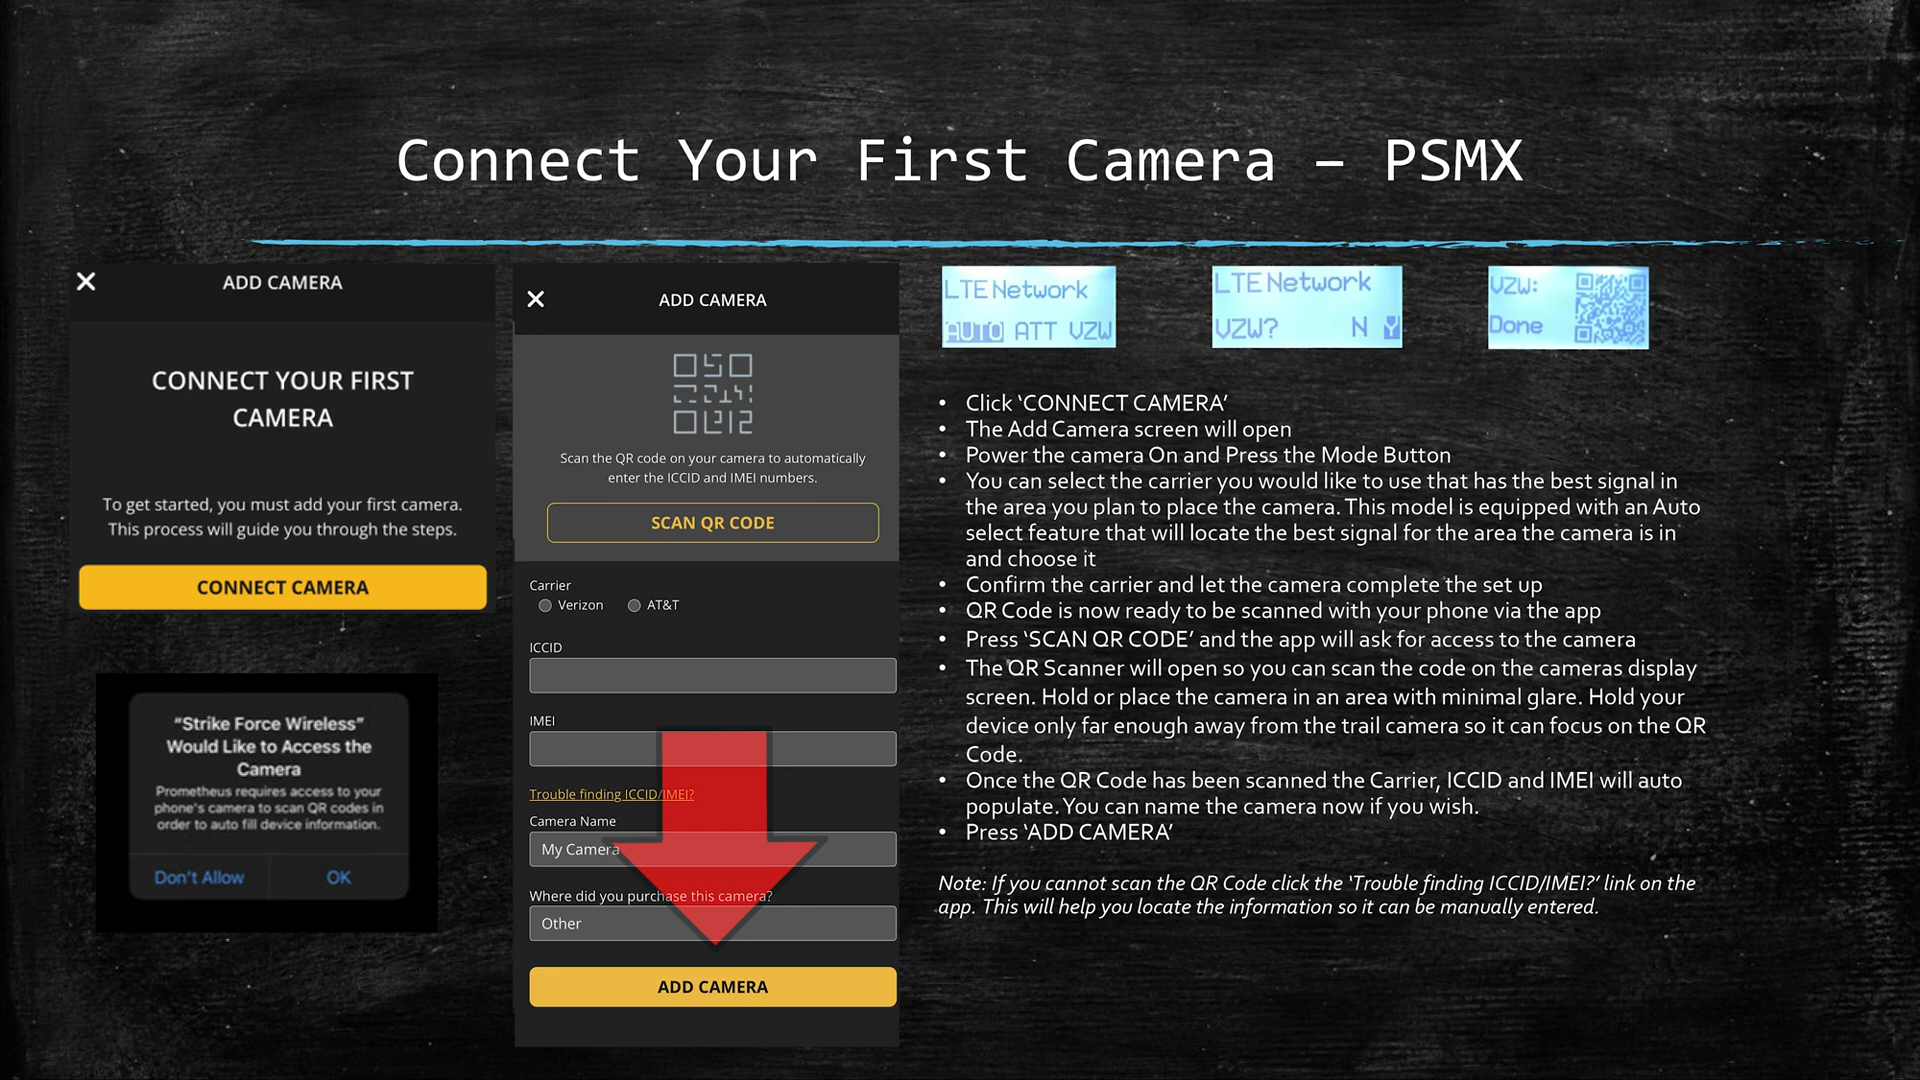 Connect Your First Camera – PSMX
ADD CAMERA
CONNECT YOUR FIRST
CAMERA
To get started, you must add your first camera.
This process will guide you through the steps.
CONNECT CAMERA
"Strike Force Wireless"
Would Like to Access the
Camera
Prometheus requires access to your
phone's camera to scan QR codes in
order to auto fill device information.
Don't Allow OK
ADD CAMERA
Scan the QR code on your camera to automatically
enter the ICCID and IMEI numbers.
SCAN QR CODE
Carrier
Verizon AT&T
ICCID
IMEI
Trouble finding ICCID/IMEI?
Camera Name
My Camera
Where did you purchase this camera?
Other
ADD CAMERA
LTE Network
AUTO ATT VZW
LTE Network
VZW? N Y
VZW:
Done
• Click ‘CONNECT CAMERA’
• The Add Camera screen will open
• Power the camera On and Press the Mode Button
• You can select the carrier you would like to use that has the best signal in
the area you plan to place the camera. This model is equipped with an Auto
select feature that will locate the best signal for the area the camera is in
and choose it
• Confirm the carrier and let the camera complete the set up
• QR Code is now ready to be scanned with your phone via the app
• Press ‘SCAN QR CODE’ and the app will ask for access to the camera
• The QR Scanner will open so you can scan the code on the cameras display
screen. Hold or place the camera in an area with minimal glare. Hold your
device only far enough away from the trail camera so it can focus on the QR
Code.
• Once the QR Code has been scanned the Carrier, ICCID and IMEI will auto
populate. You can name the camera now if you wish.
• Press ‘ADD CAMERA’
Note: If you cannot scan the QR Code click the ‘Trouble finding ICCID/IMEI?’ link on the
app. This will help you locate the information so it can be manually entered.